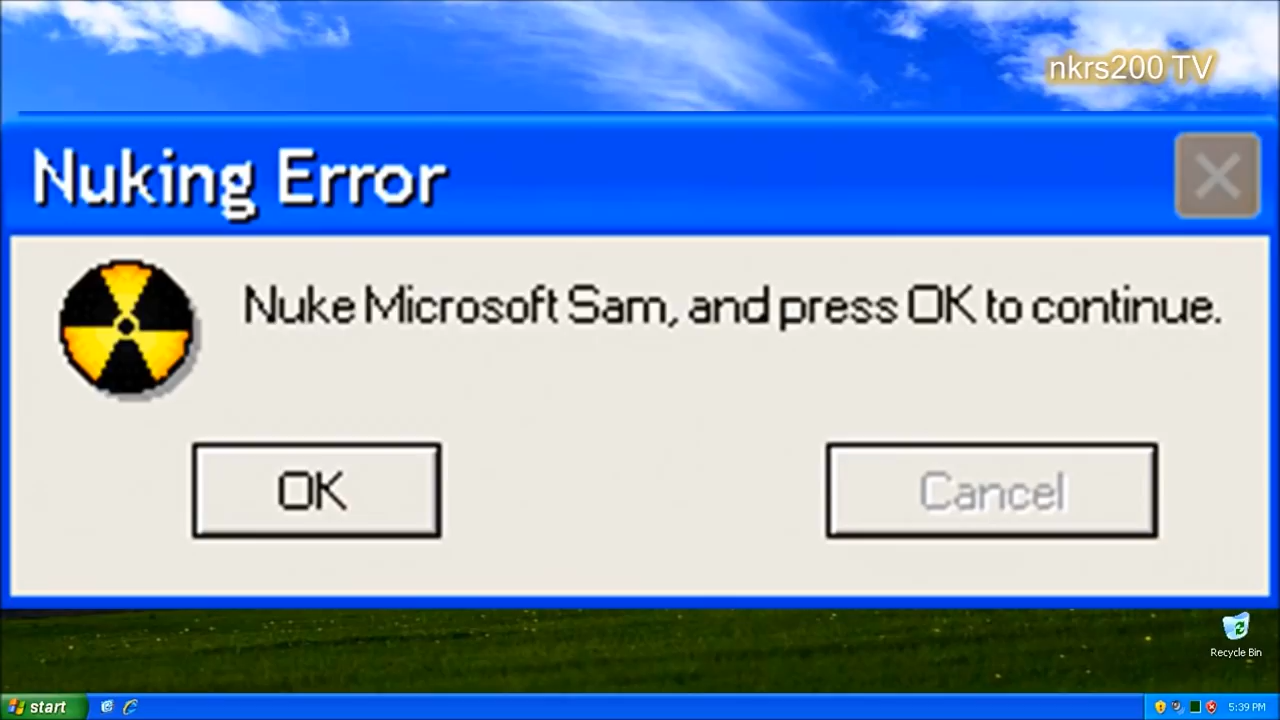 nkrs200 TV
Nuking Error
Nuke Microsoft Sam, and press OK to continue.
OK
Cancel
Recycle Bin
start
5:39 PM